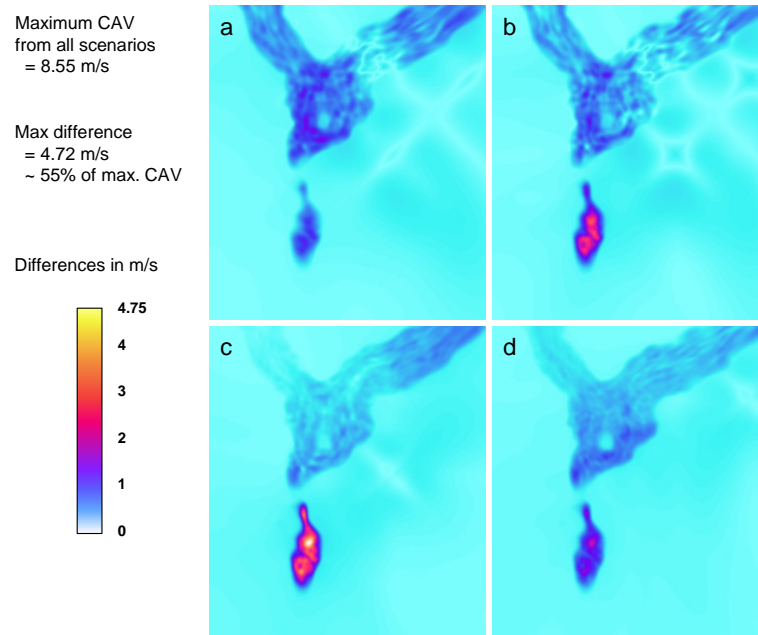 Maximum CAV
from all scenarios
= 8.55 m/s
Max difference
= 4.72 m/s
~ 55% of max. CAV
Differences in m/s
4.75
4
3
2
1
0
a
b
c
d